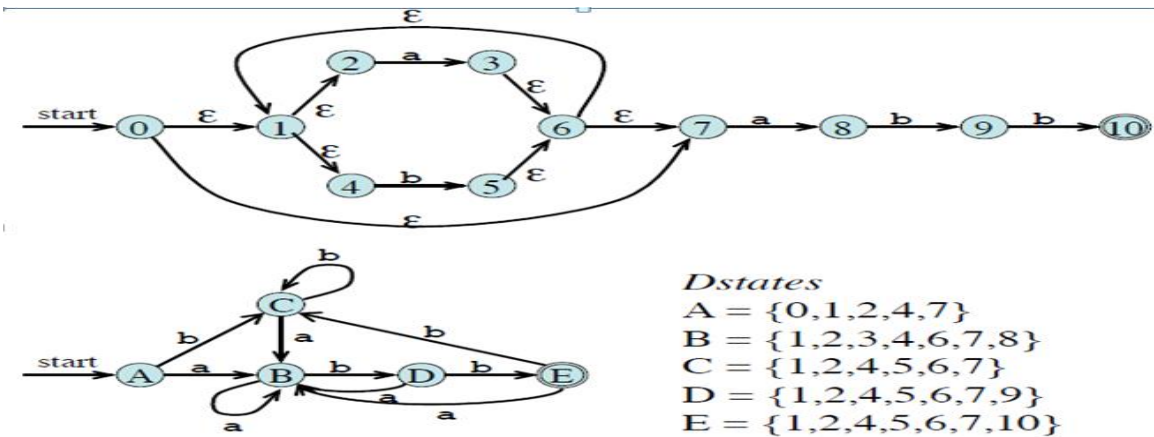 ε
2 a 3
ε ε
start 0 ε 1 6 ε 7 a 8 b 9 b 10
ε ε
4 b 5
ε
b
C
b a b
start A a B b D b E
a a a
Dstates
A = {0,1,2,4,7}
B = {1,2,3,4,6,7,8}
C = {1,2,4,5,6,7}
D = {1,2,4,5,6,7,9}
E = {1,2,4,5,6,7,10}